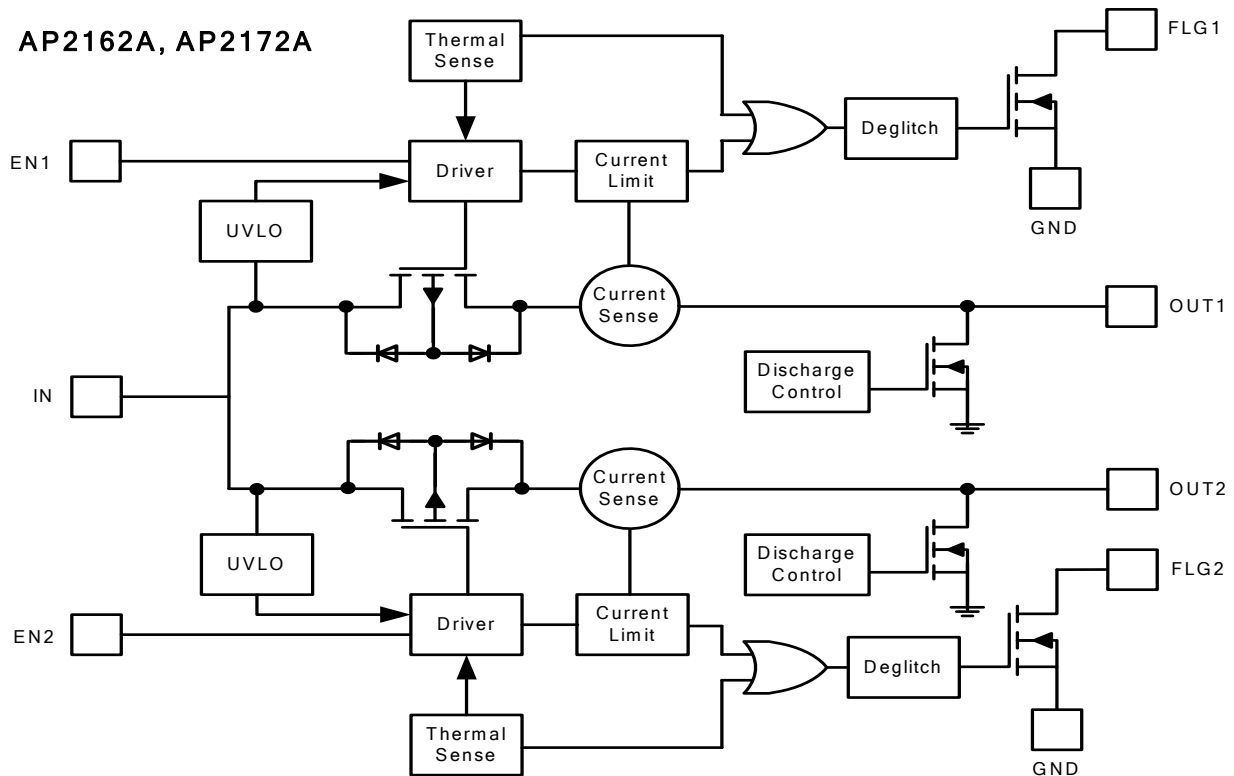 AP2162A, AP2172A
Thermal
Sense
FLG1
EN1
Driver
Current
Limit
Deglitch
GND
UVLO
Current
Sense
OUT1
IN
Discharge
Control
Current
Sense
OUT2
UVLO
Discharge
Control
FLG2
EN2
Driver
Current
Limit
Deglitch
Thermal
Sense
GND